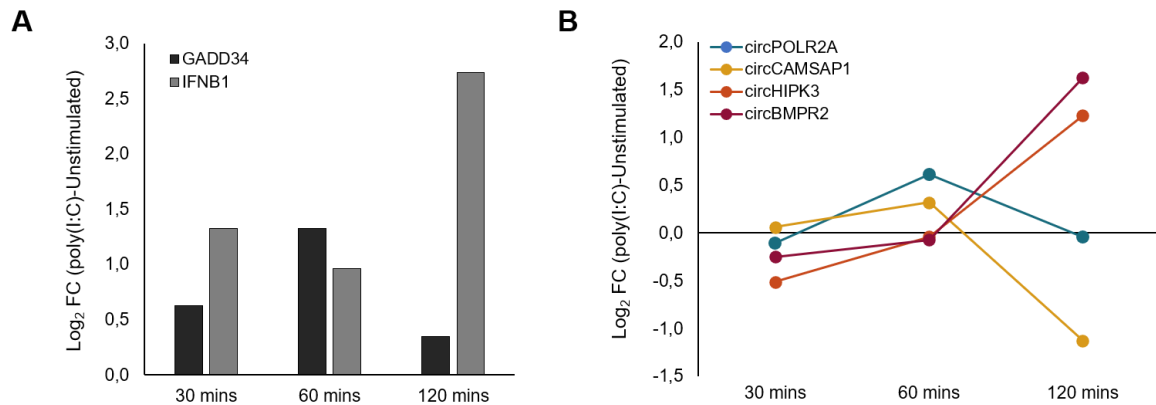 A
Log₂ FC (poly(I:C)-Unstimulated)
3,0
2,5
2,0
1,5
1,0
0,5
0,0
GADD34
IFNB1
30 mins
60 mins
120 mins
B
Log₂ FC (poly(I:C)-Unstimulated)
2,0
1,5
1,0
0,5
0,0
-0,5
-1,0
-1,5
circPOLR2A
circCAMSAP1
circHIPK3
circBMPR2
30 mins
60 mins
120 mins